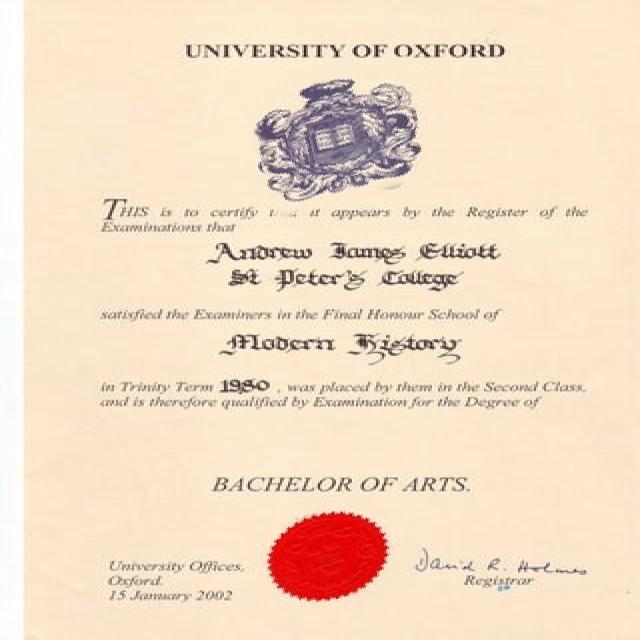 UNIVERSITY OF OXFORD
THIS is to certify it appears by the Register of the
Examinations that
Andrew James Elliott
St Peter's College
satisfied the Examiners in the Final Honour School of
Modern History
in Trinity Term 1980 , was placed by them in the Second Class,
and is therefore qualified by Examination for the Degree of
BACHELOR OF ARTS.
University Offices,
Oxford.
15 January 2002
David R. Holmes
Registrar